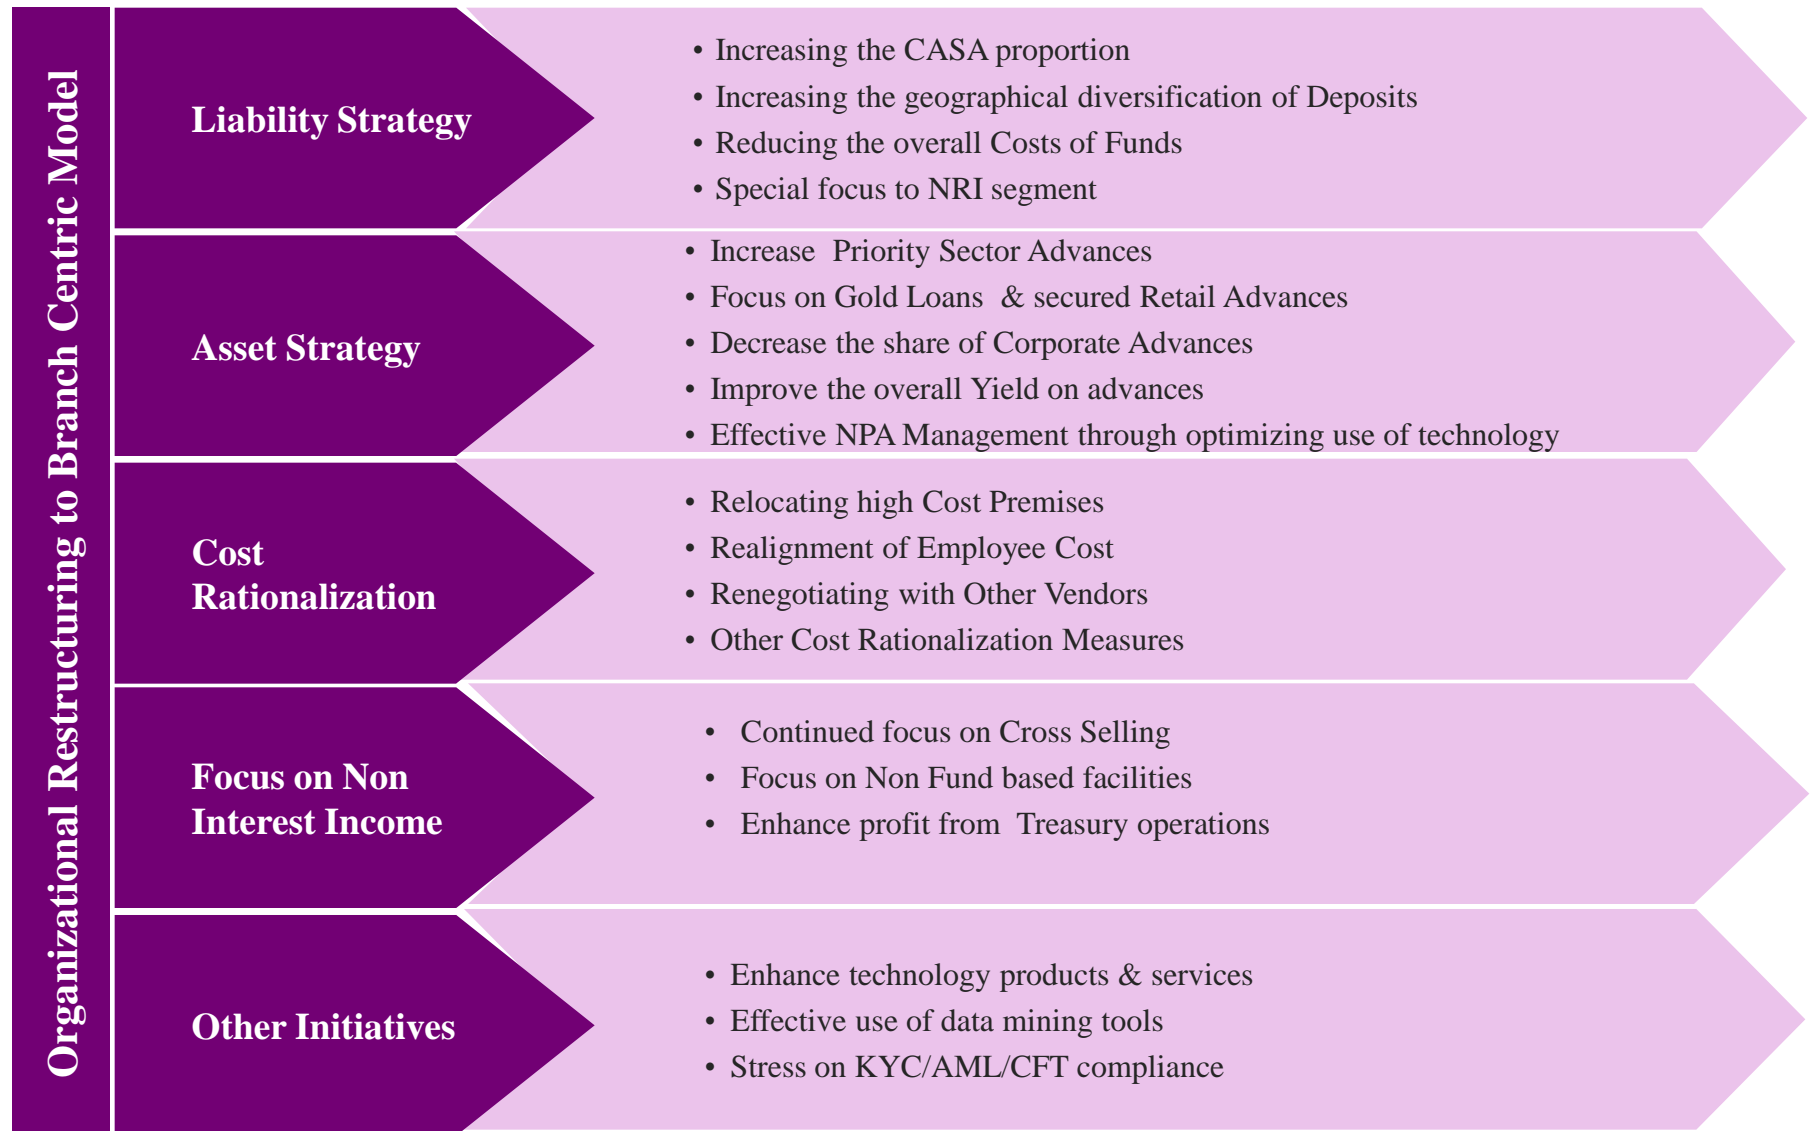 Organizational Restructuring to Branch Centric Model
Liability Strategy
• Increasing the CASA proportion
• Increasing the geographical diversification of Deposits
• Reducing the overall Costs of Funds
• Special focus to NRI segment
Asset Strategy
• Increase Priority Sector Advances
• Focus on Gold Loans & secured Retail Advances
• Decrease the share of Corporate Advances
• Improve the overall Yield on advances
• Effective NPA Management through optimizing use of technology
Cost
Rationalization
• Relocating high Cost Premises
• Realignment of Employee Cost
• Renegotiating with Other Vendors
• Other Cost Rationalization Measures
Focus on Non
Interest Income
• Continued focus on Cross Selling
• Focus on Non Fund based facilities
• Enhance profit from Treasury operations
Other Initiatives
• Enhance technology products & services
• Effective use of data mining tools
• Stress on KYC/AML/CFT compliance